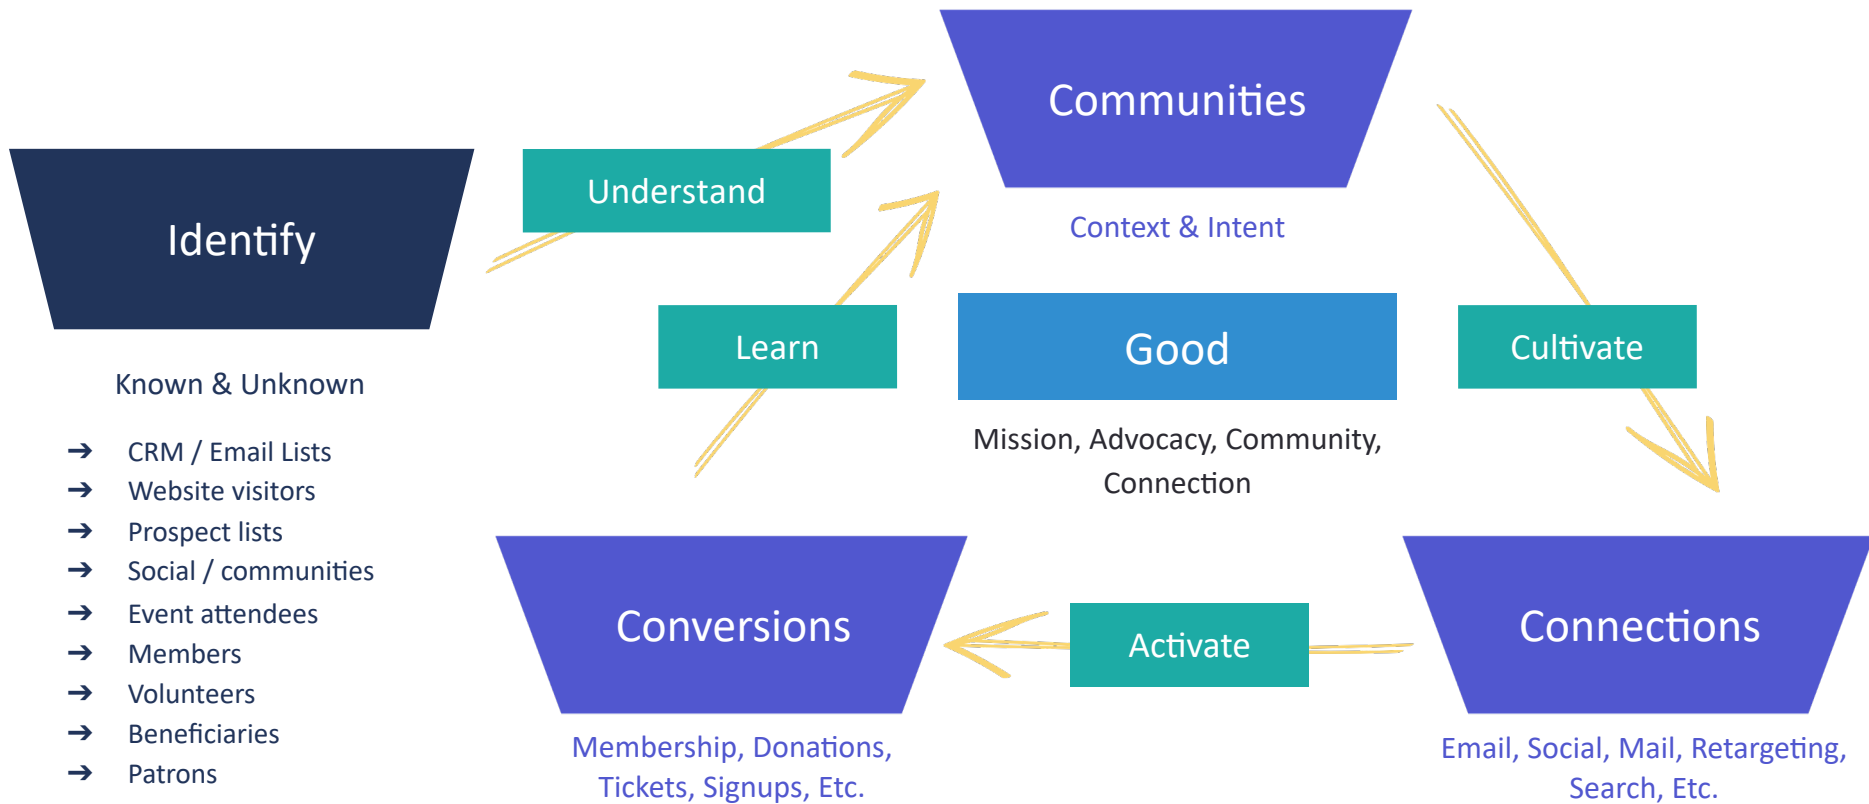 Communities
Context & Intent
Understand
Identify
Known & Unknown
➔ CRM / Email Lists
➔ Website visitors
➔ Prospect lists
➔ Social / communities
➔ Event attendees
➔ Members
➔ Volunteers
➔ Beneficiaries
➔ Patrons
Learn
Good
Mission, Advocacy, Community,
Connection
Cultivate
Conversions
Membership, Donations,
Tickets, Signups, Etc.
Activate
Connections
Email, Social, Mail, Retargeting,
Search, Etc.